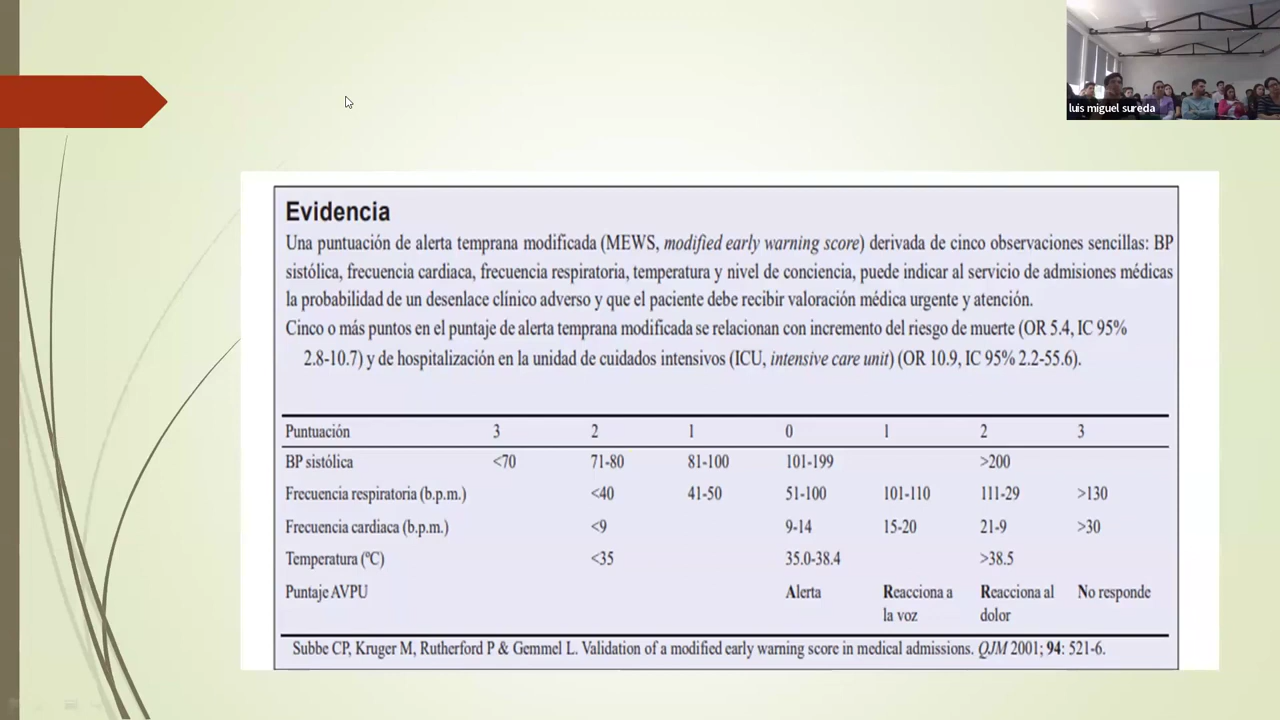 luis miguel sureda
Evidencia
Una puntuación de alerta temprana modificada (MEWS, modified early warning score) derivada de cinco observaciones sencillas: BP
sistólica, frecuencia cardiaca, frecuencia respiratoria, temperatura y nivel de conciencia, puede indicar al servicio de admisiones médicas
la probabilidad de un desenlace clínico adverso y que el paciente debe recibir valoración médica urgente y atención.
Cinco o más puntos en el puntaje de alerta temprana modificada se relacionan con incremento del riesgo de muerte (OR 5.4, IC 95%
2.8-10.7) y de hospitalización en la unidad de cuidados intensivos (ICU, intensive care unit) (OR 10.9, IC 95% 2.2-55.6).
Puntuación 3 2 1 0 1 2 3
BP sistólica <70 71-80 81-100 101-199 >200
Frecuencia respiratoria (b.p.m.) <40 41-50 51-100 101-110 111-29 >130
Frecuencia cardiaca (b.p.m.) <9 9-14 15-20 21-9 >30
Temperatura (ºC) <35 35.0-38.4 >38.5
Puntaje AVPU Alerta Reacciona a Reacciona al No responde
la voz dolor
Subbe CP, Kruger M, Rutherford P & Gemmel L. Validation of a modified early warning score in medical admissions. QJM 2001; 94: 521-6.